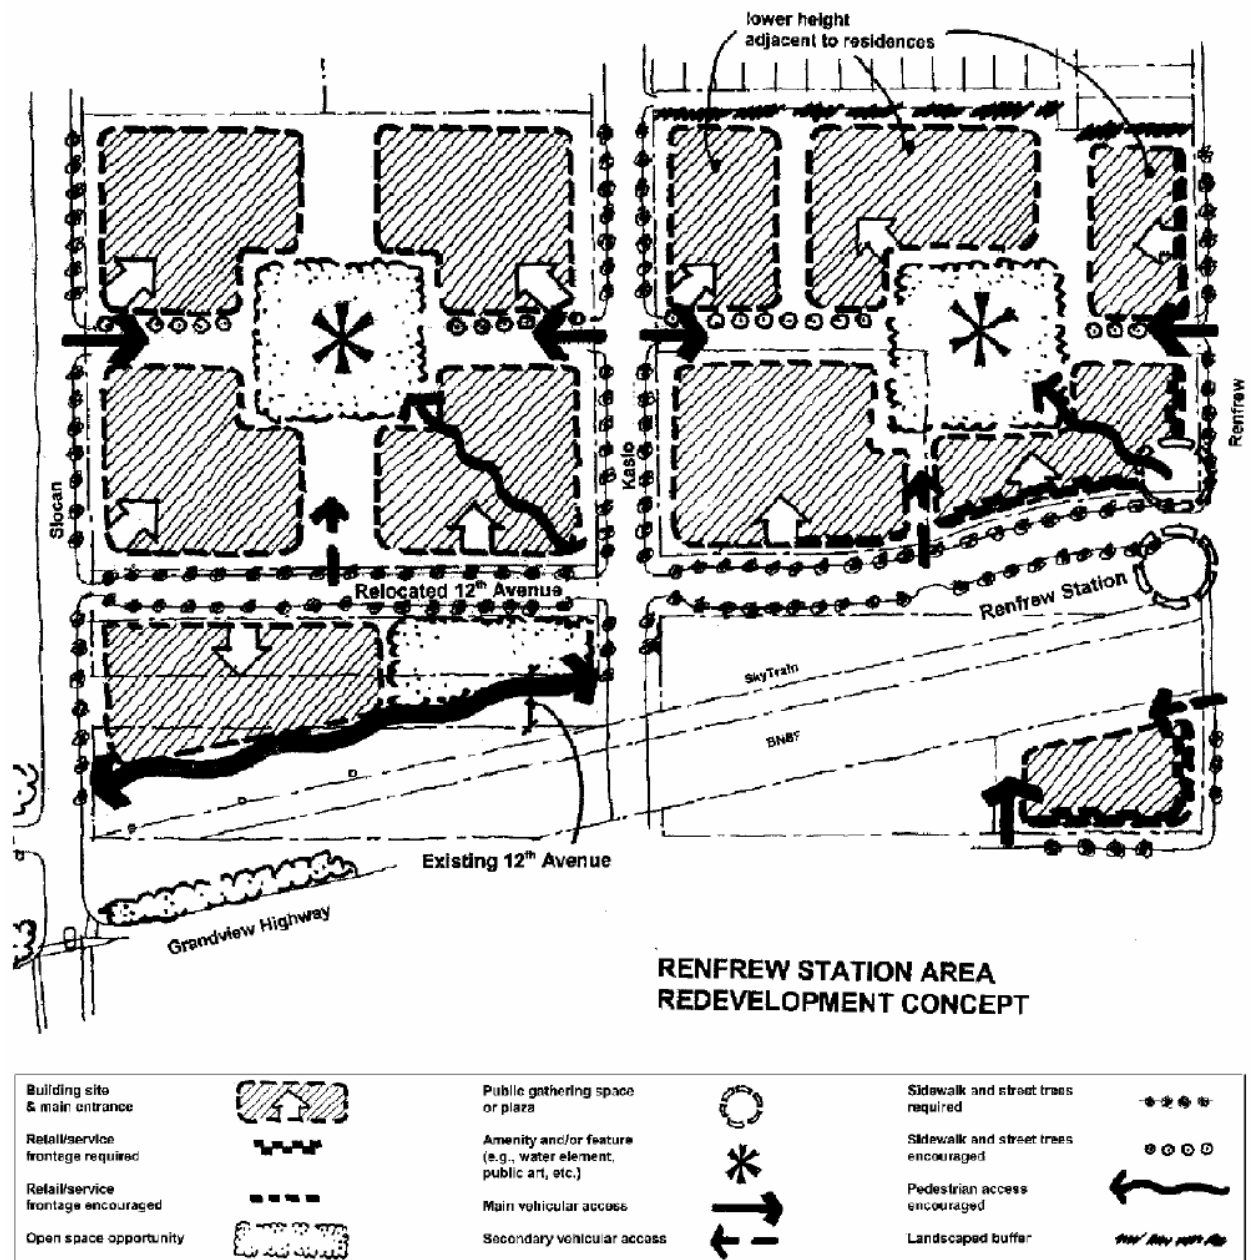 lower height
adjacent to residences
Slocan
Kaslo
Renfrew
Relocated 12th Avenue
Renfrew Station
SkyTrain
BNSF
Existing 12th Avenue
Grandview Highway
RENFREW STATION AREA
REDEVELOPMENT CONCEPT
Building site
& main entrance
Retail/service
frontage required
Retail/service
frontage encouraged
Open space opportunity
Public gathering space
or plaza
Amenity and/or feature
(e.g., water element,
public art, etc.)
Main vehicular access
Secondary vehicular access
Sidewalk and street trees
required
Sidewalk and street trees
encouraged
Pedestrian access
encouraged
Landscaped buffer